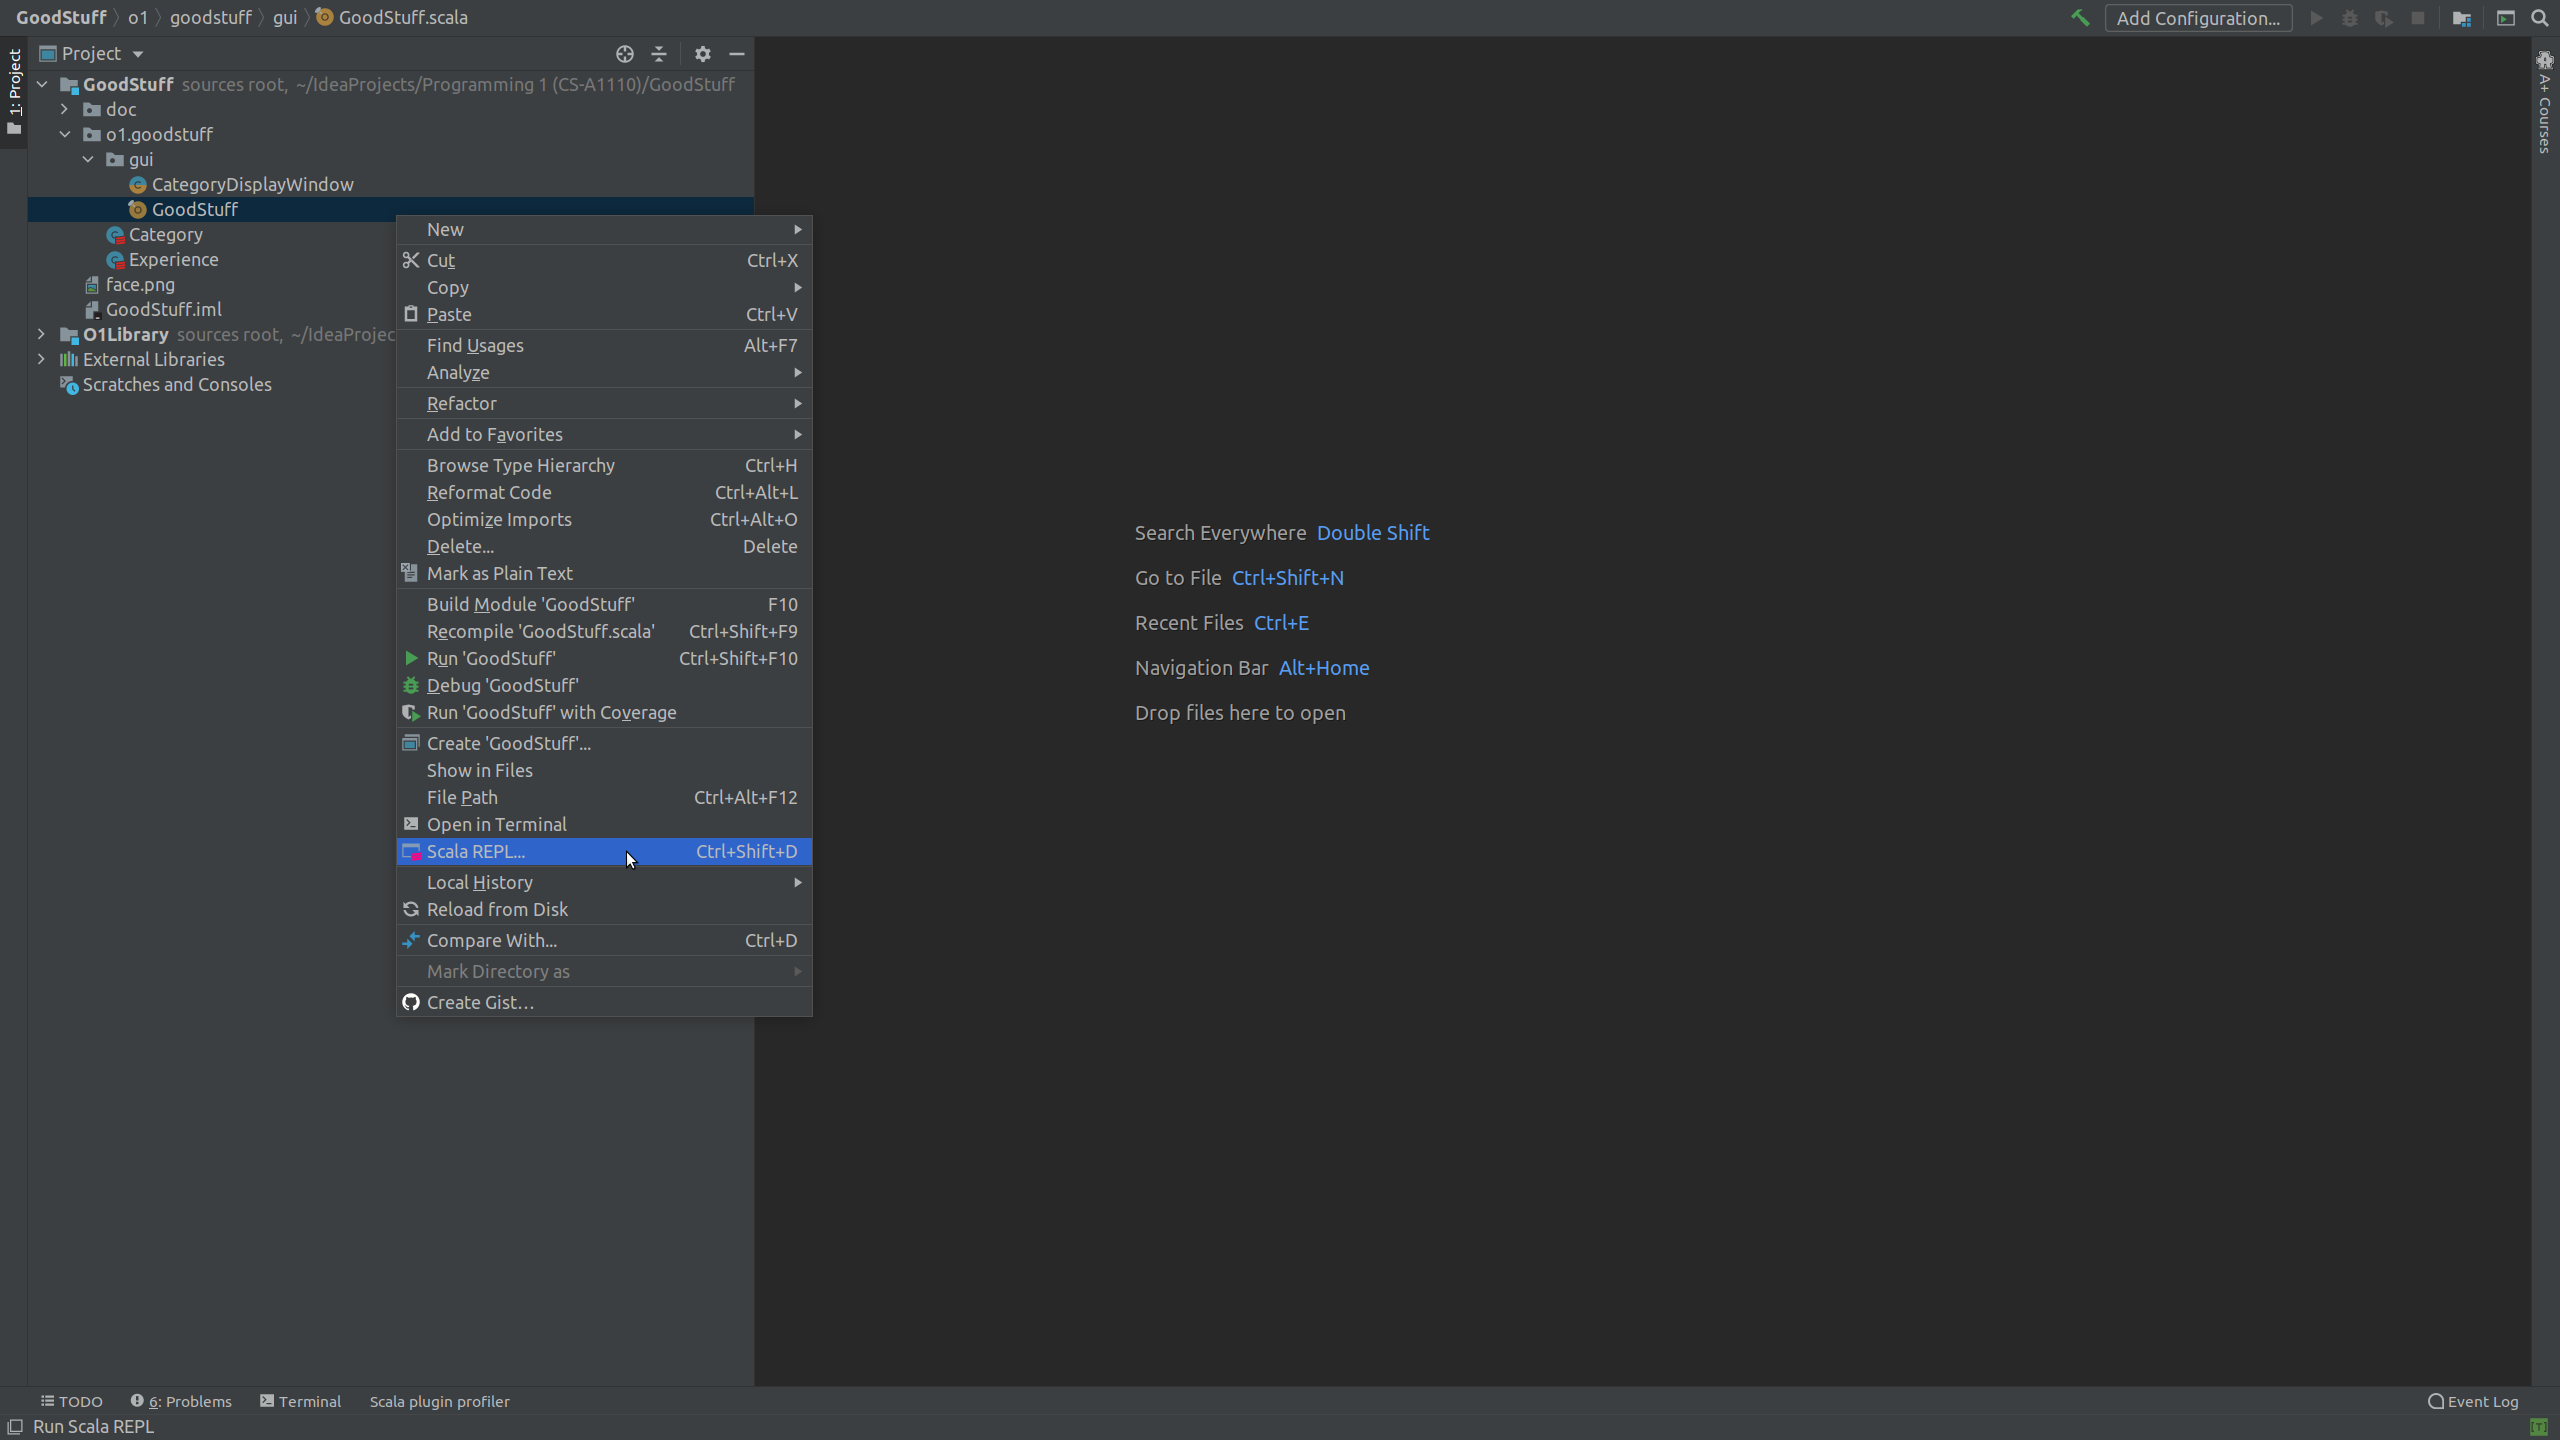 GoodStuff o1 goodstuff gui GoodStuff.scala
Add Configuration...
1: Project
Project
GoodStuff sources root, ~/IdeaProjects/Programming 1 (CS-A1110)/GoodStuff
doc
o1.goodstuff
gui
CategoryDisplayWindow
GoodStuff
Category
Experience
face.png
GoodStuff.iml
O1Library sources root, ~/IdeaProjec
External Libraries
Scratches and Consoles
New
Cut Ctrl+X
Copy
Paste Ctrl+V
Find Usages Alt+F7
Analyze
Refactor
Add to Favorites
Browse Type Hierarchy Ctrl+H
Reformat Code Ctrl+Alt+L
Optimize Imports Ctrl+Alt+O
Delete... Delete
Mark as Plain Text
Build Module 'GoodStuff' F10
Recompile 'GoodStuff.scala' Ctrl+Shift+F9
Run 'GoodStuff' Ctrl+Shift+F10
Debug 'GoodStuff'
Run 'GoodStuff' with Coverage
Create 'GoodStuff'...
Show in Files
File Path Ctrl+Alt+F12
Open in Terminal
Scala REPL... Ctrl+Shift+D
Local History
Reload from Disk
Compare With... Ctrl+D
Mark Directory as
Create Gist...
Search Everywhere Double Shift
Go to File Ctrl+Shift+N
Recent Files Ctrl+E
Navigation Bar Alt+Home
Drop files here to open
A+ Courses
TODO 6: Problems Terminal Scala plugin profiler
Event Log
Run Scala REPL
[T]